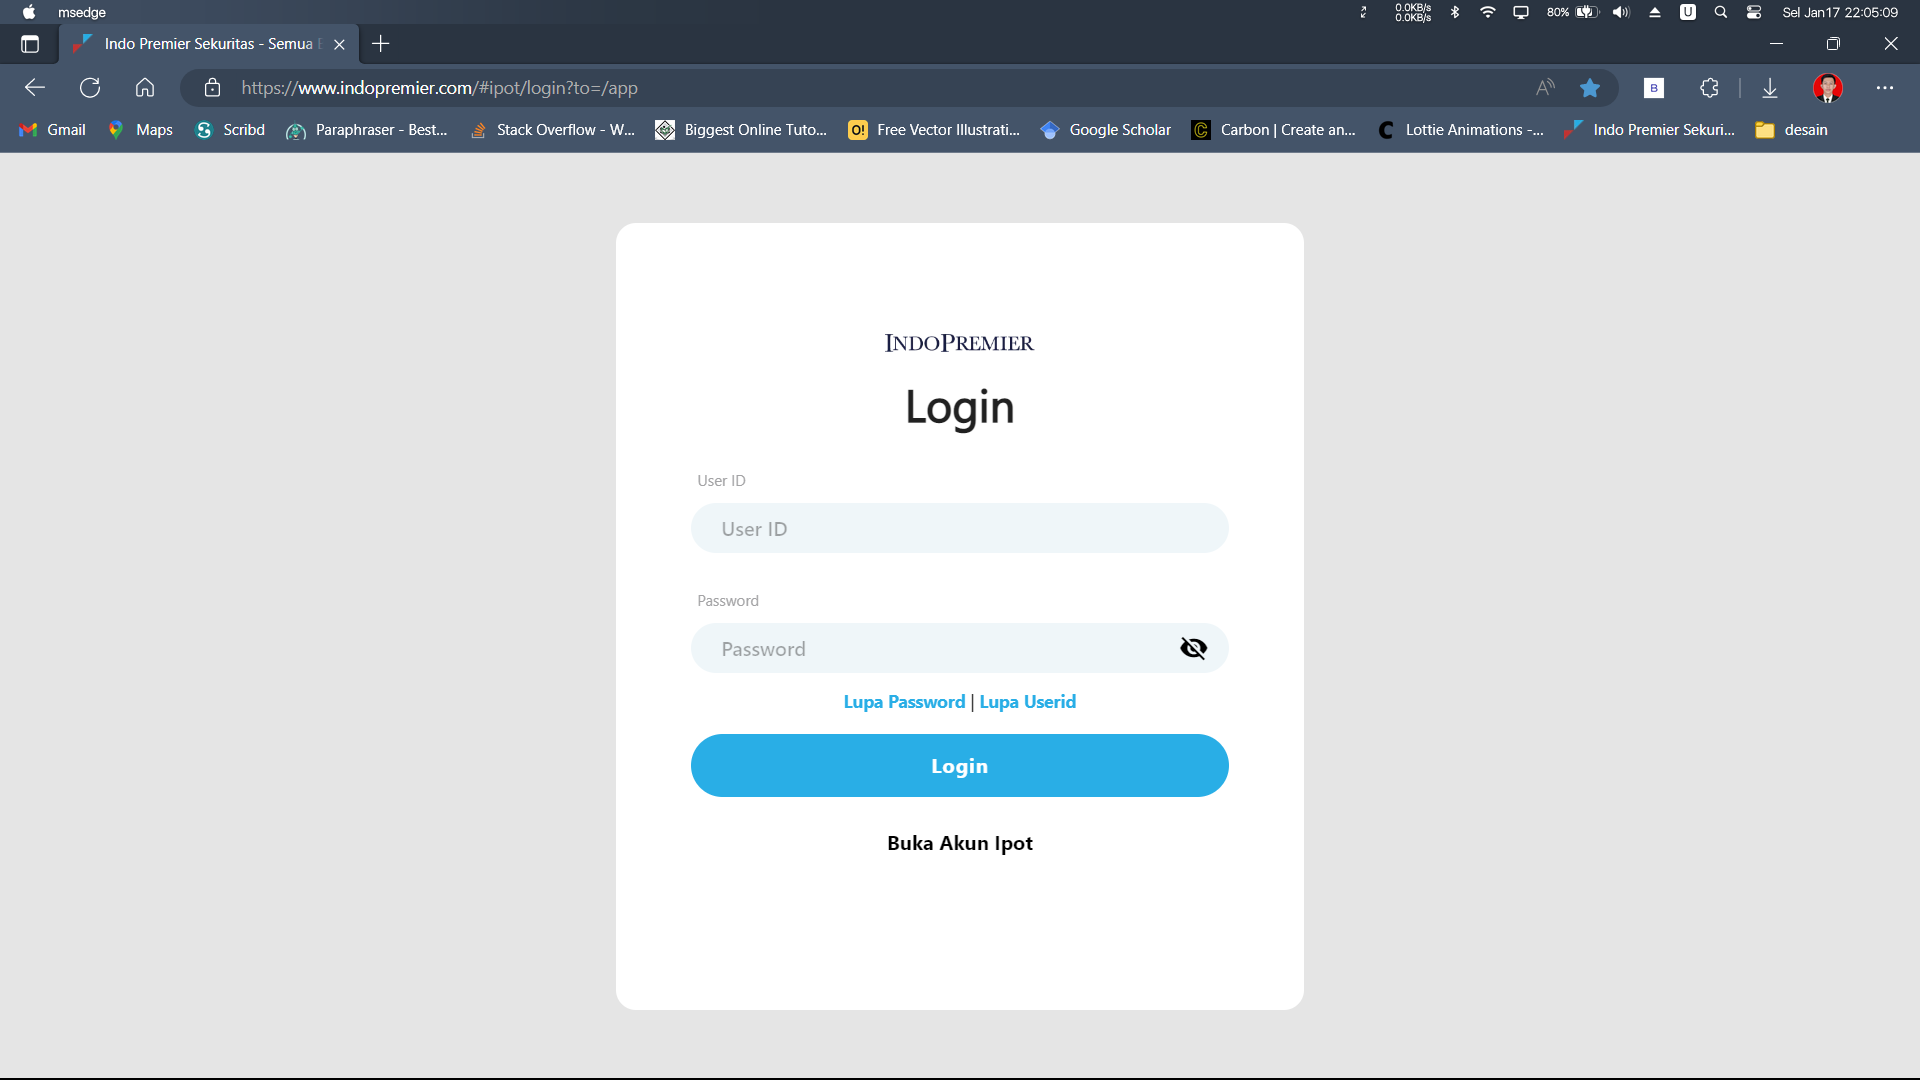 msedge
0.0KB/s
0.0KB/s
80%
U
Sel Jan17 22:05:09
Indo Premier Sekuritas - Semua
https://www.indopremier.com/#ipot/login?to=/app
B
Gmail
Maps
Scribd
Paraphraser - Best...
Stack Overflow - W...
Biggest Online Tuto...
O!
Free Vector Illustrati...
Google Scholar
Carbon | Create an...
Lottie Animations -...
Indo Premier Sekuri...
desain
INDOPREMIER
Login
User ID
User ID
Password
Password
Lupa Password | Lupa Userid
Login
Buka Akun Ipot